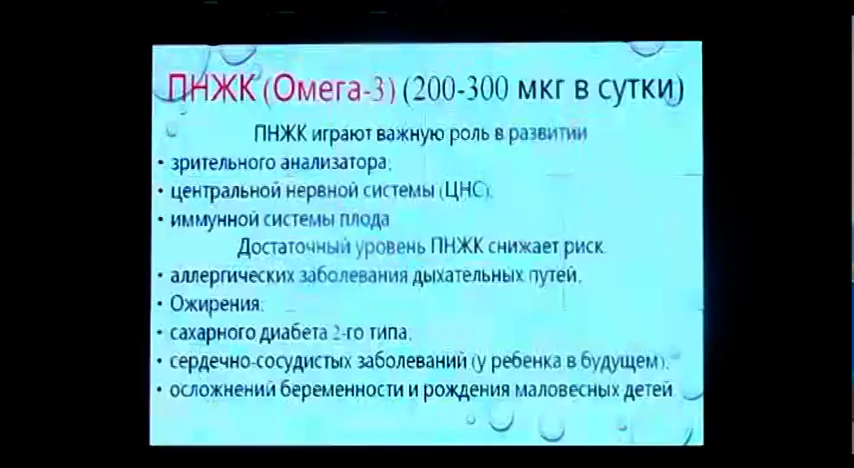 ПНЖК (Омега-3) (200-300 мкг в сутки)
ПНЖК играют важную роль в развитии
• зрительного анализатора;
• центральной нервной системы (ЦНС);
• иммунной системы плода
Достаточный уровень ПНЖК снижает риск:
• аллергических заболевания дыхательных путей;
• Ожирения;
• сахарного диабета 2-го типа;
• сердечно-сосудистых заболеваний (у ребенка в будущем);
• осложнений беременности и рождения маловесных детей